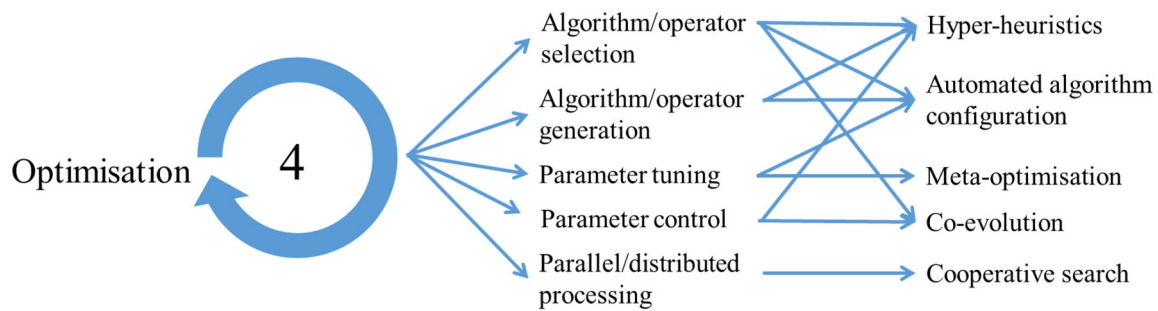 Optimisation
4
Algorithm/operator
selection
Algorithm/operator
generation
Parameter tuning
Parameter control
Parallel/distributed
processing
Hyper-heuristics
Automated algorithm
configuration
Meta-optimisation
Co-evolution
Cooperative search